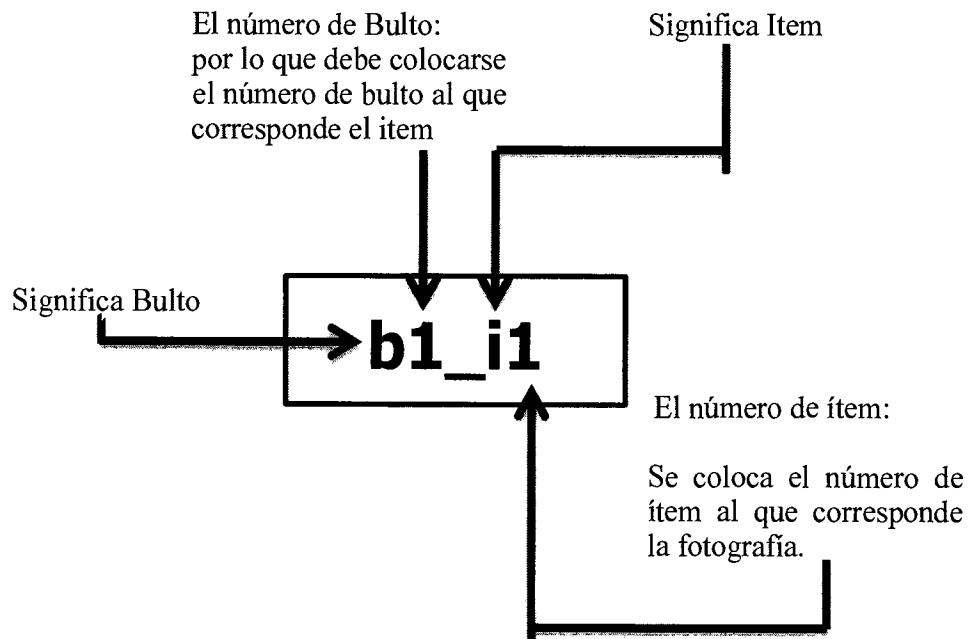 El número de Bulto:
por lo que debe colocarse
el número de bulto al que
corresponde el item
Significa Item
Significa Bulto
b1_i1
El número de ítem:
Se coloca el número de
ítem al que corresponde
la fotografía.